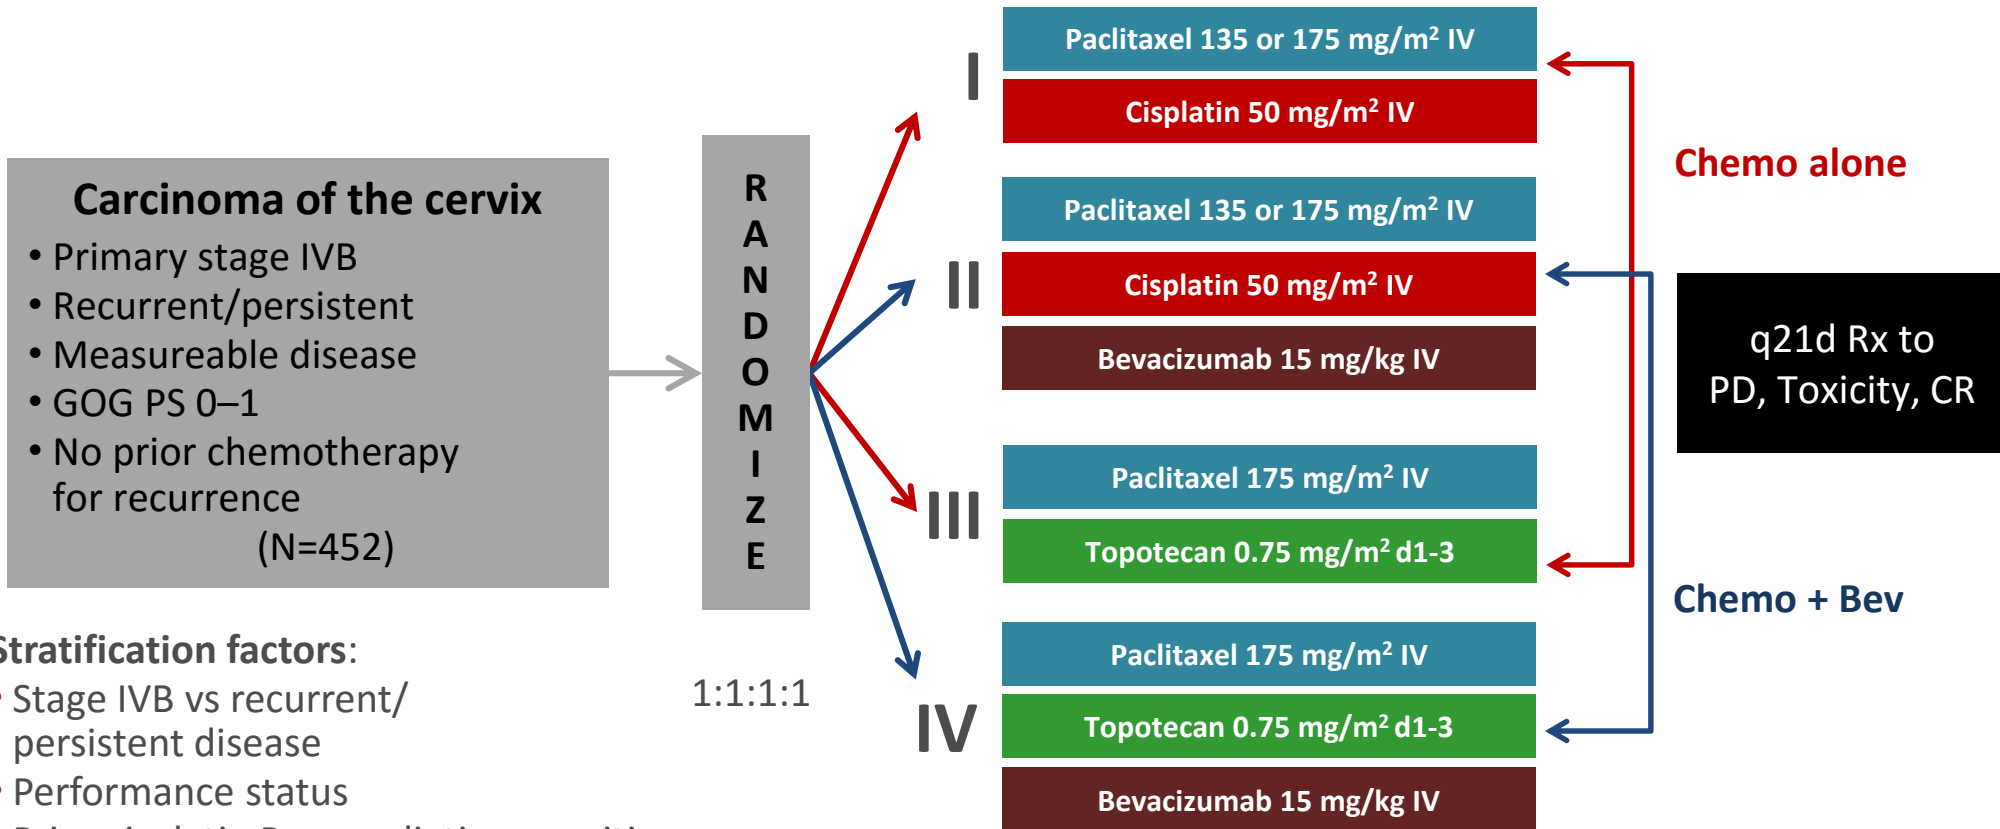 Carcinoma of the cervix
• Primary stage IVB
• Recurrent/persistent
• Measureable disease
• GOG PS 0–1
• No prior chemotherapy
for recurrence
(N=452)
Stratification factors:
• Stage IVB vs recurrent/
persistent disease
• Performance status
R
A
N
D
O
M
I
Z
E
1:1:1:1
I
Paclitaxel 135 or 175 mg/m² IV
Cisplatin 50 mg/m² IV
II
Paclitaxel 135 or 175 mg/m² IV
Cisplatin 50 mg/m² IV
Bevacizumab 15 mg/kg IV
III
Paclitaxel 175 mg/m² IV
Topotecan 0.75 mg/m² d1-3
IV
Paclitaxel 175 mg/m² IV
Topotecan 0.75 mg/m² d1-3
Bevacizumab 15 mg/kg IV
Chemo alone
q21d Rx to
PD, Toxicity, CR
Chemo + Bev